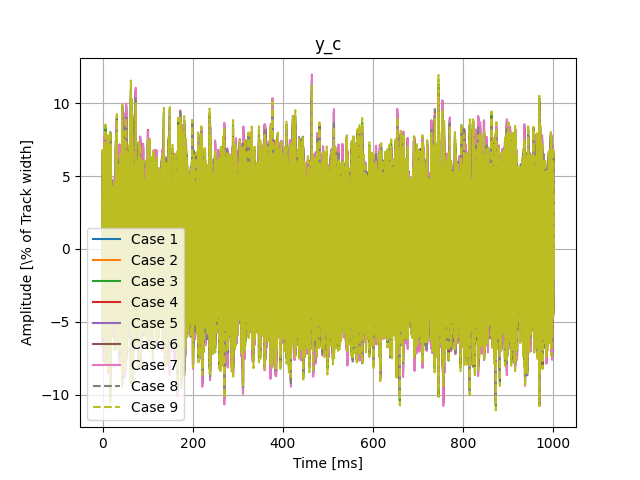 y_c
Amplitude [\% of Track width]
10
5
0
−5
−10
Case 1
Case 2
Case 3
Case 4
Case 5
Case 6
Case 7
Case 8
Case 9
0 200 400 600 800 1000
Time [ms]